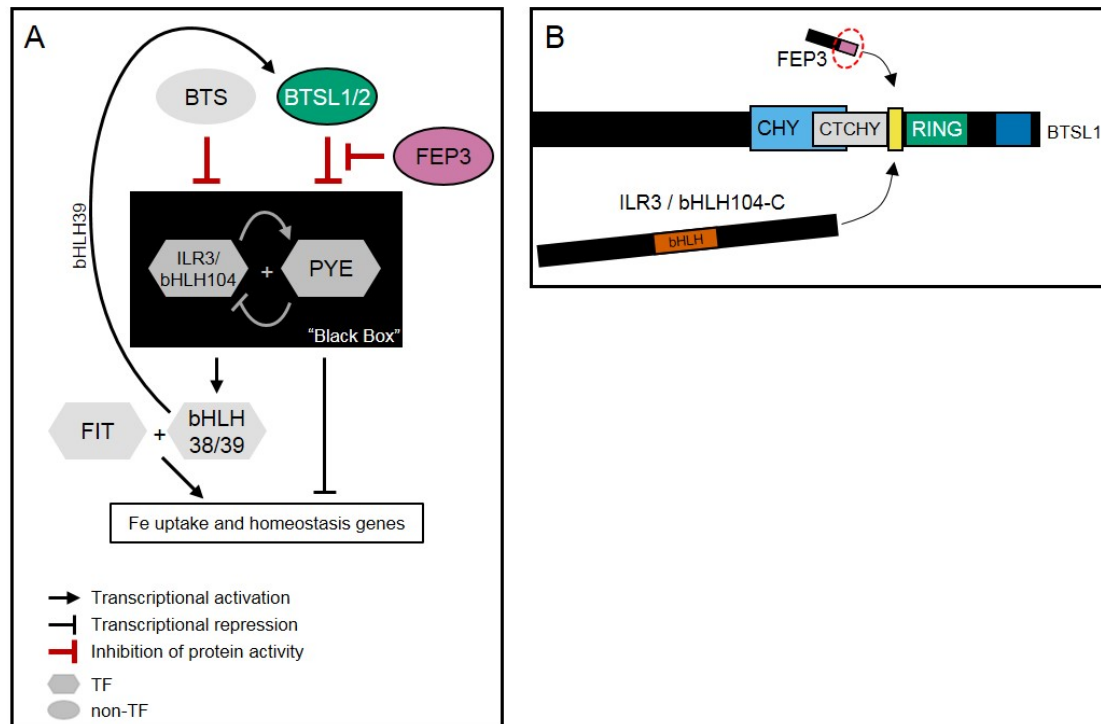 A
BTS
BTSL1/2
FEP3
bHLH39
ILR3/
bHLH104
+
PYE
"Black Box"
FIT
+
bHLH
38/39
Fe uptake and homeostasis genes
Transcriptional activation
Transcriptional repression
Inhibition of protein activity
TF
non-TF
B
FEP3
CHY
CTCHY
RING
BTSL1
ILR3 / bHLH104-C
bHLH